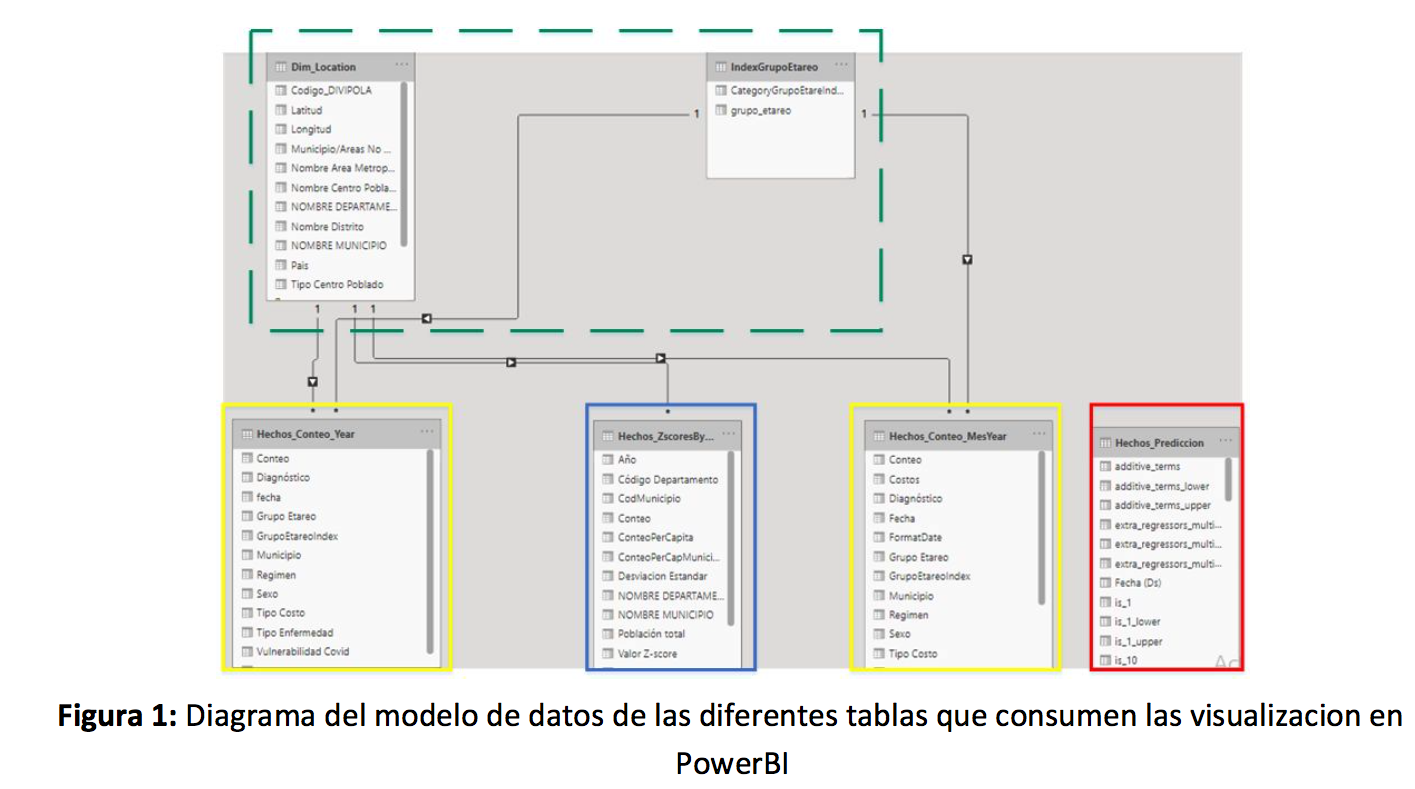 Dim_Location ...
Codigo_DIVIPOLA
Latitud
Longitud
Municipio/Areas No ...
Nombre Area Metrop...
Nombre Centro Pobla...
NOMBRE DEPARTAME...
Nombre Distrito
NOMBRE MUNICIPIO
Pais
Tipo Centro Poblado
IndexGrupoEtareo ...
CategoryGrupoEtareInd...
grupo_etareo
1
1
1
1
1
*
*
*
*
*
Hechos_Conteo_Year ...
Conteo
Diagnóstico
fecha
Grupo Etareo
GrupoEtareoIndex
Municipio
Regimen
Sexo
Tipo Costo
Tipo Enfermedad
Vulnerabilidad Covid
Hechos_ZscoresBy... ...
Año
Código Departamento
CodMunicipio
Conteo
ConteoPerCapita
ConteoPerCapMunici...
Desviacion Estandar
NOMBRE DEPARTAME...
NOMBRE MUNICIPIO
Población total
Valor Z-score
Hechos_Conteo_MesYear ...
Conteo
Costos
Diagnóstico
Fecha
FormatDate
Grupo Etareo
GrupoEtareoIndex
Municipio
Regimen
Sexo
Tipo Costo
Hechos_Prediccion ...
additive_terms
additive_terms_lower
additive_terms_upper
extra_regressors_multi...
extra_regressors_multi...
extra_regressors_multi...
Fecha (Ds)
is_1
is_1_lower
is_1_upper
is_10
Figura 1: Diagrama del modelo de datos de las diferentes tablas que consumen las visualizacion en
PowerBI